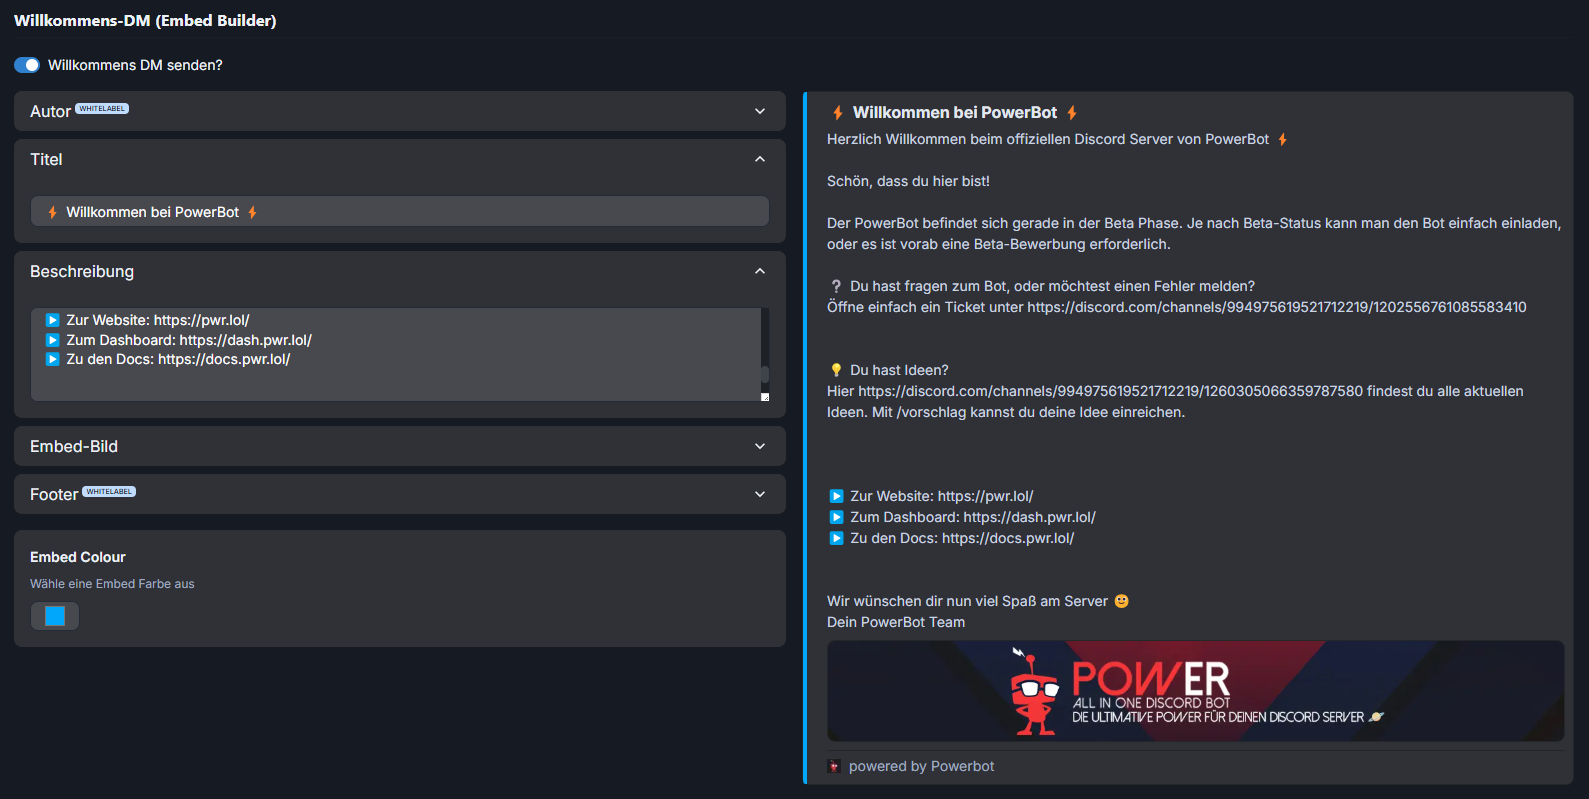 Willkommens-DM (Embed Builder)
Willkommens DM senden?
Autor WHITELABEL
Titel
⚡ Willkommen bei PowerBot ⚡
Beschreibung
▶️ Zur Website: https://pwr.lol/
▶️ Zum Dashboard: https://dash.pwr.lol/
▶️ Zu den Docs: https://docs.pwr.lol/
Embed-Bild
Footer WHITELABEL
Embed Colour
Wähle eine Embed Farbe aus
⚡ Willkommen bei PowerBot ⚡
Herzlich Willkommen beim offiziellen Discord Server von PowerBot ⚡
Schön, dass du hier bist!
Der PowerBot befindet sich gerade in der Beta Phase. Je nach Beta-Status kann man den Bot einfach einladen,
oder es ist vorab eine Beta-Bewerbung erforderlich.
❔ Du hast fragen zum Bot, oder möchtest einen Fehler melden?
Öffne einfach ein Ticket unter https://discord.com/channels/994975619521712219/1202556761085583410
💡 Du hast Ideen?
Hier https://discord.com/channels/994975619521712219/1260305066359787580 findest du alle aktuellen
Ideen. Mit /vorschlag kannst du deine Idee einreichen.
▶️ Zur Website: https://pwr.lol/
▶️ Zum Dashboard: https://dash.pwr.lol/
▶️ Zu den Docs: https://docs.pwr.lol/
Wir wünschen dir nun viel Spaß am Server 🙂
Dein PowerBot Team
POWER
ALL IN ONE DISCORD BOT
DIE ULTIMATIVE POWER FÜR DEINEN DISCORD SERVER 🪐
powered by Powerbot